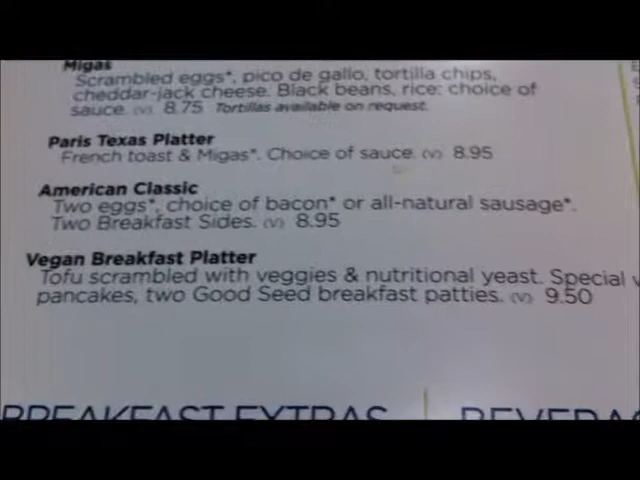 Migas
Scrambled eggs*, pico de gallo, tortilla chips,
cheddar-jack cheese. Black beans, rice: choice of
sauce. (V) 8.75 Tortillas available on request.
Paris Texas Platter
French toast & Migas*. Choice of sauce. (V) 8.95
American Classic
Two eggs*, choice of bacon* or all-natural sausage*.
Two Breakfast Sides. (V) 8.95
Vegan Breakfast Platter
Tofu scrambled with veggies & nutritional yeast. Special
pancakes, two Good Seed breakfast patties. (V) 9.50
BREAKFAST EXTRAS